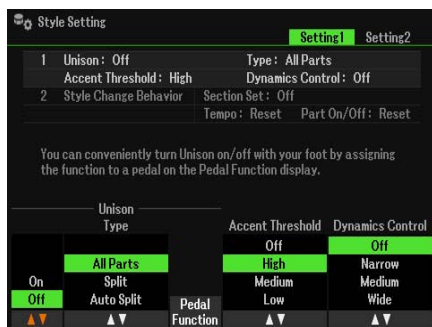 Style Setting
Setting1 Setting2
1 Unison: Off Type: All Parts
Accent Threshold: High Dynamics Control: Off
2 Style Change Behavior Section Set: Off
Tempo: Reset Part On/Off: Reset
You can conveniently turn Unison on/off with your foot by assigning
the function to a pedal on the Pedal Function display.
Unison
Type Accent Threshold Dynamics Control
Off Off
All Parts High Narrow
On Split Medium Medium
Off Auto Split Low Wide
Pedal
Function